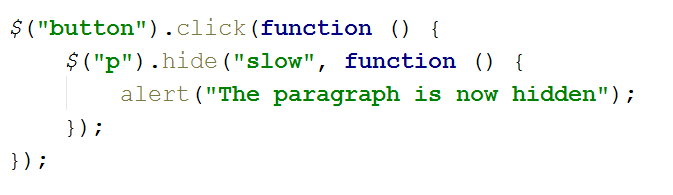 $("button").click(function () {
    $("p").hide("slow", function () {
        alert("The paragraph is now hidden");
    });
});